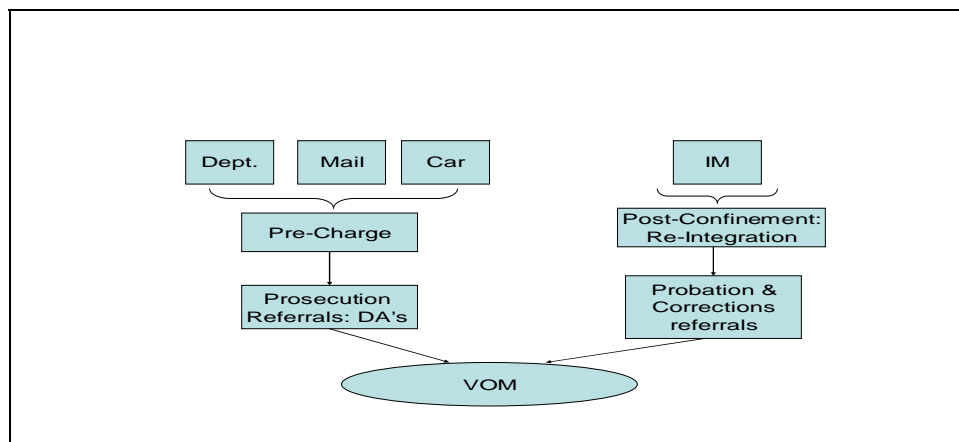 Dept.
Mail
Car
IM
Pre-Charge
Post-Confinement:
Re-Integration
Prosecution
Referrals: DA's
Probation &
Corrections
referrals
VOM